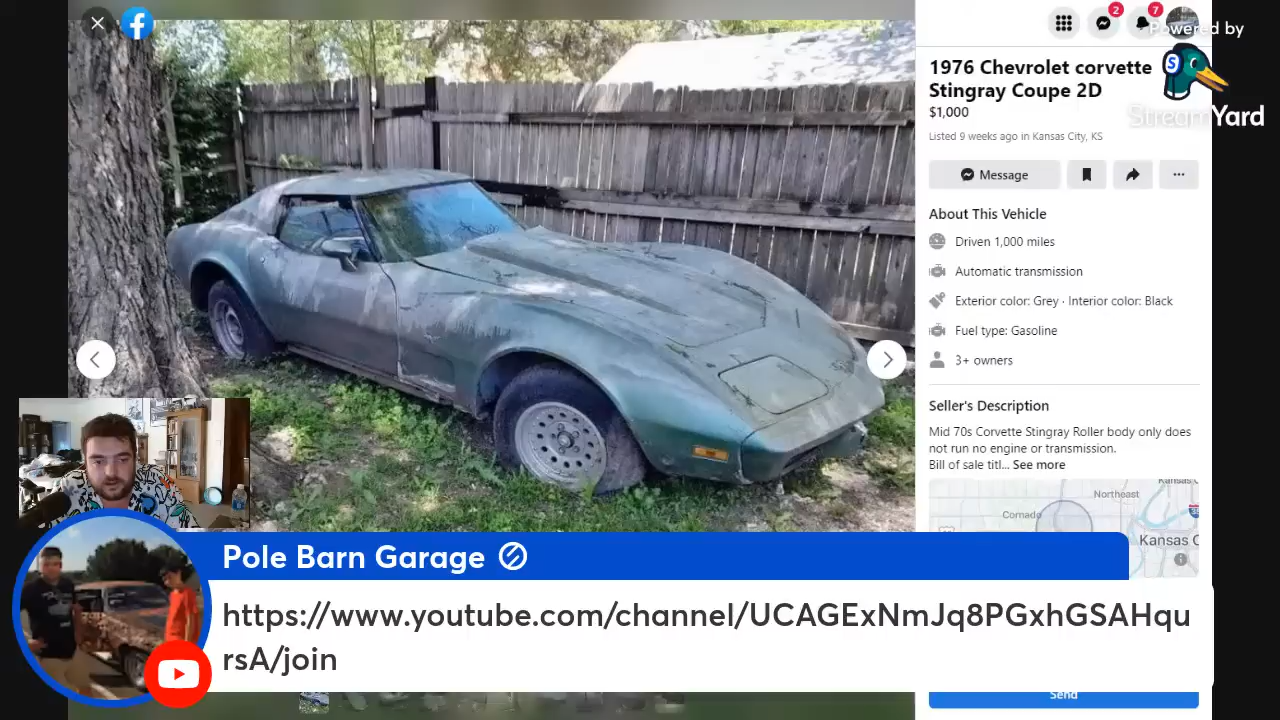 Powered by
StreamYard
2
7
1976 Chevrolet corvette
Stingray Coupe 2D
$1,000
Listed 9 weeks ago in Kansas City, KS
Message
About This Vehicle
Driven 1,000 miles
Automatic transmission
Exterior color: Grey · Interior color: Black
Fuel type: Gasoline
3+ owners
Seller's Description
Mid 70s Corvette Stingray Roller body only does
not run no engine or transmission.
Bill of sale titl... See more
Northeast
Kansas C
Pole Barn Garage
https://www.youtube.com/channel/UCAGExNmJq8PGxhGSAHqu
rsA/join
Send